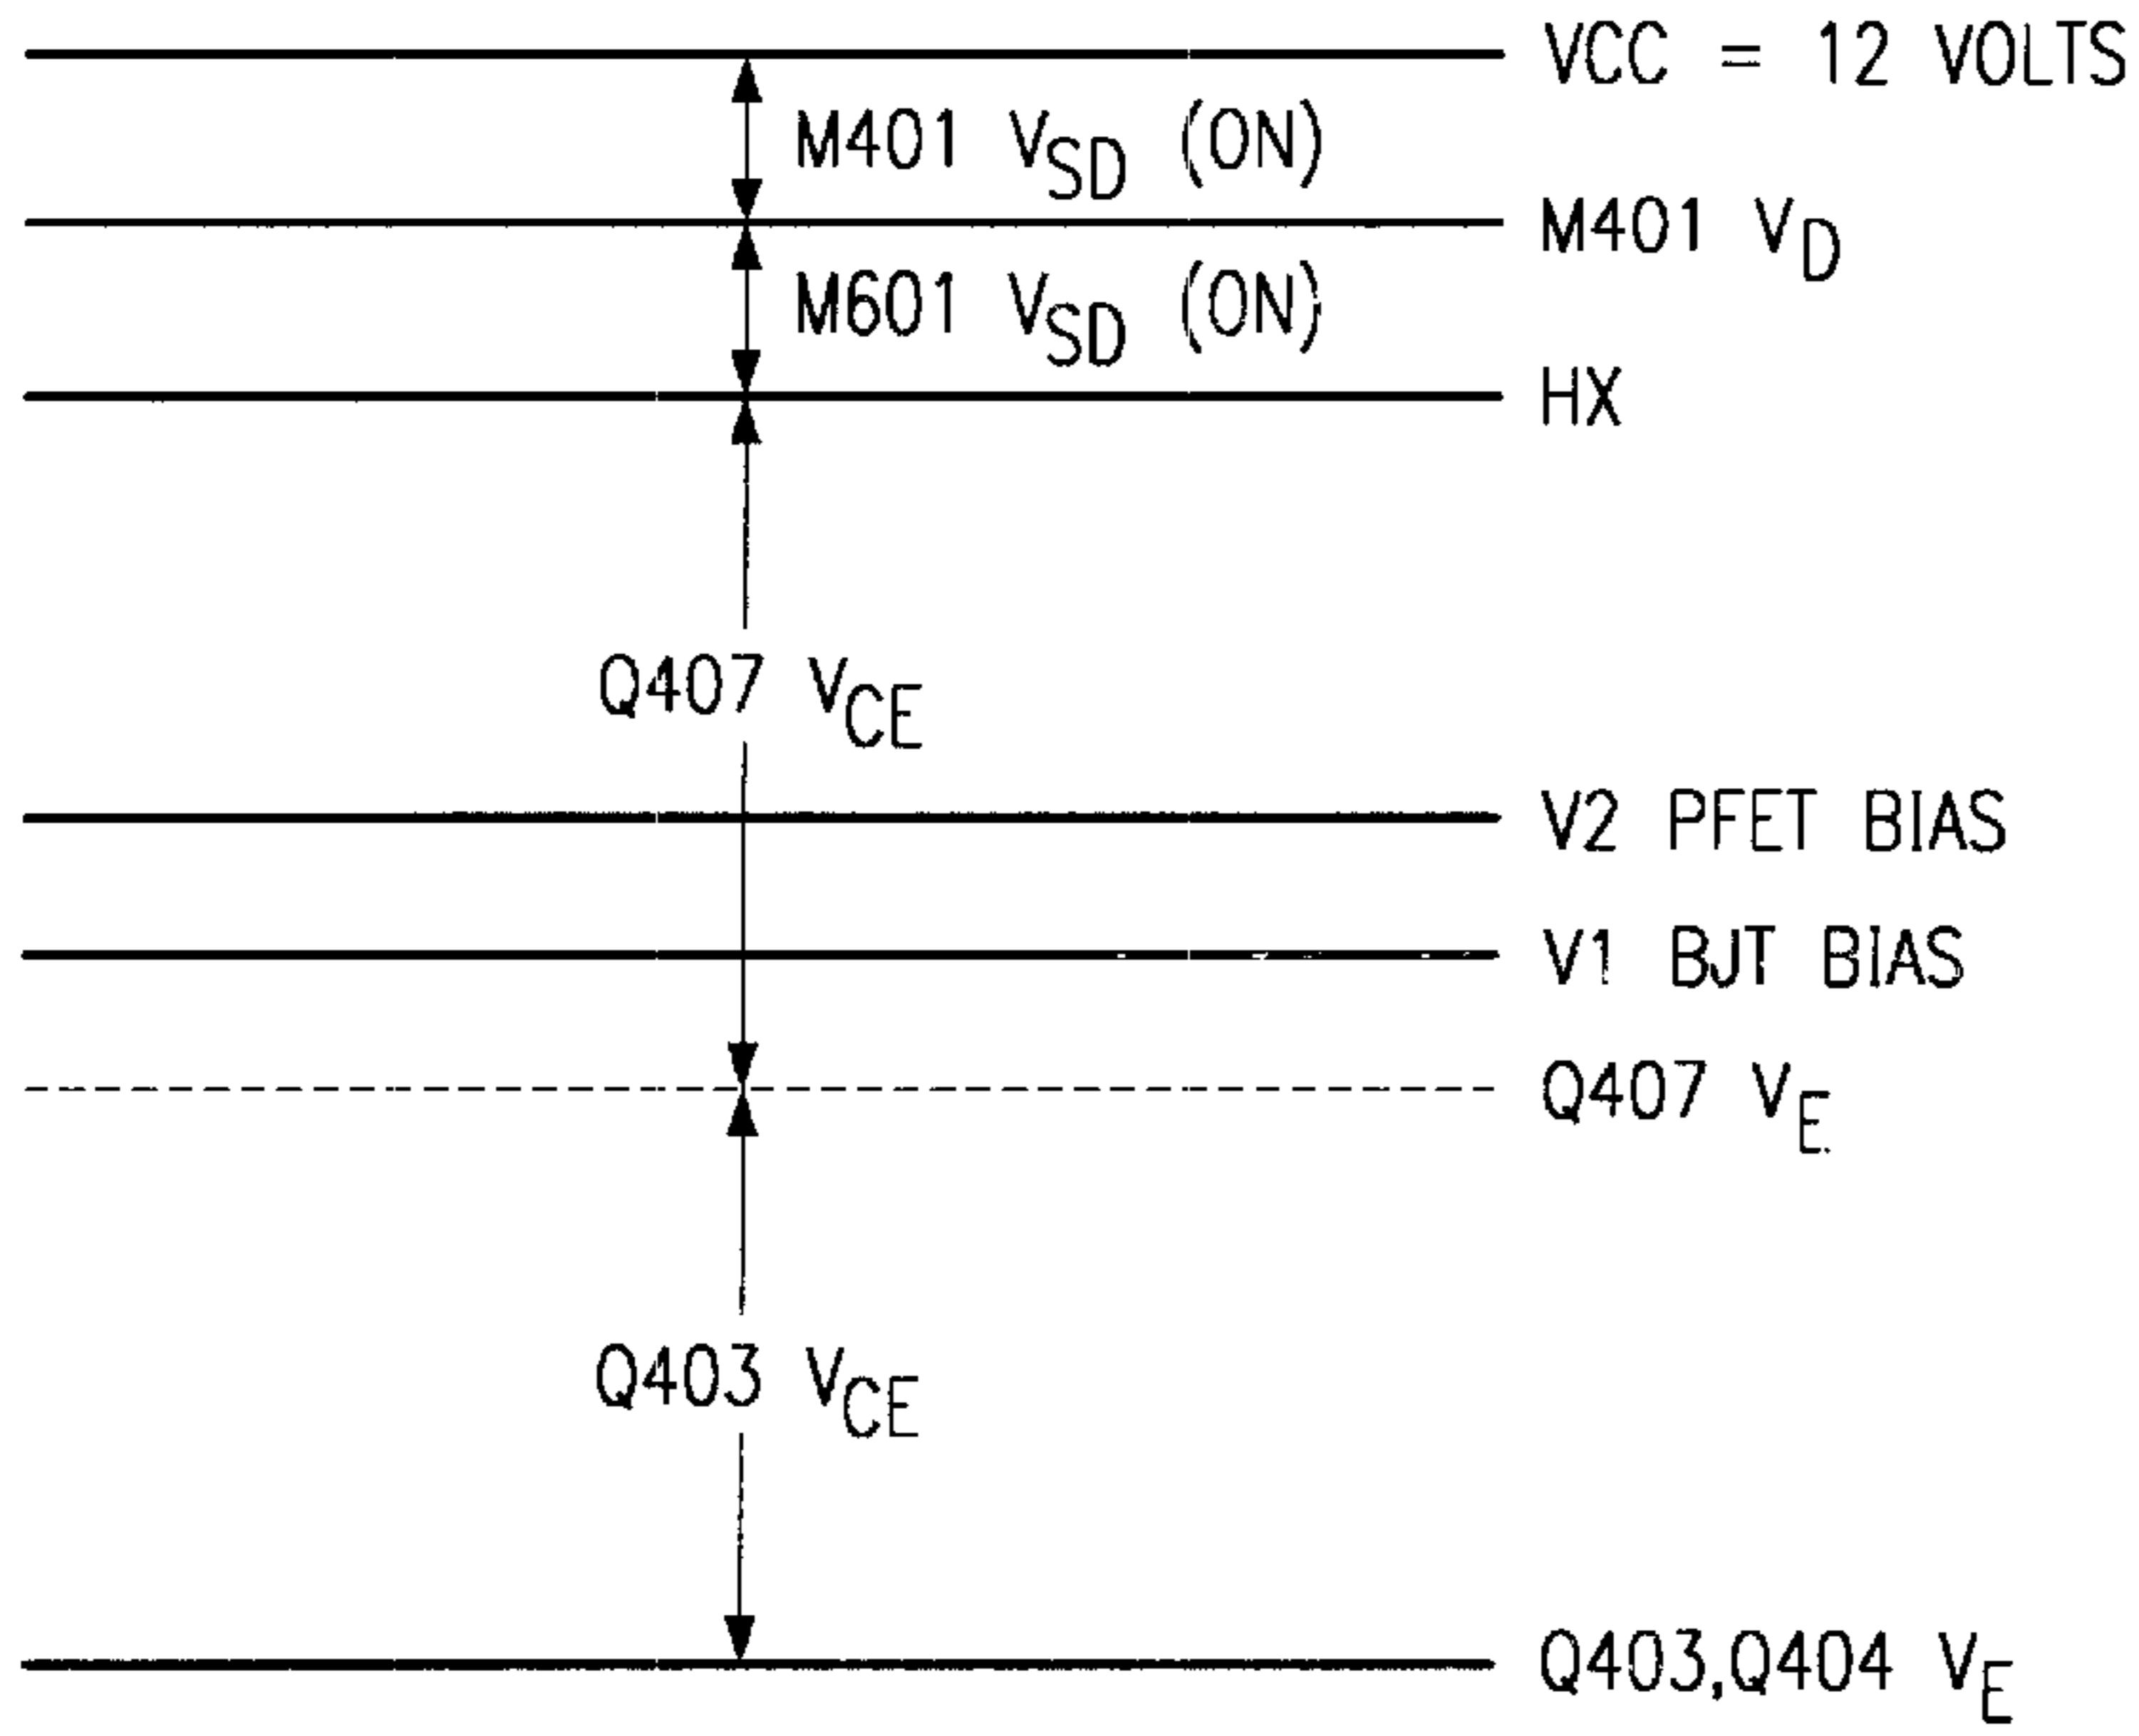 VCC = 12 VOLTS
M401 VSD (ON)
M401 VD
M601 VSD (ON)
HX
Q407 VCE
V2 PFET BIAS
V1 BJT BIAS
Q407 VE
Q403 VCE
Q403,Q404 VE